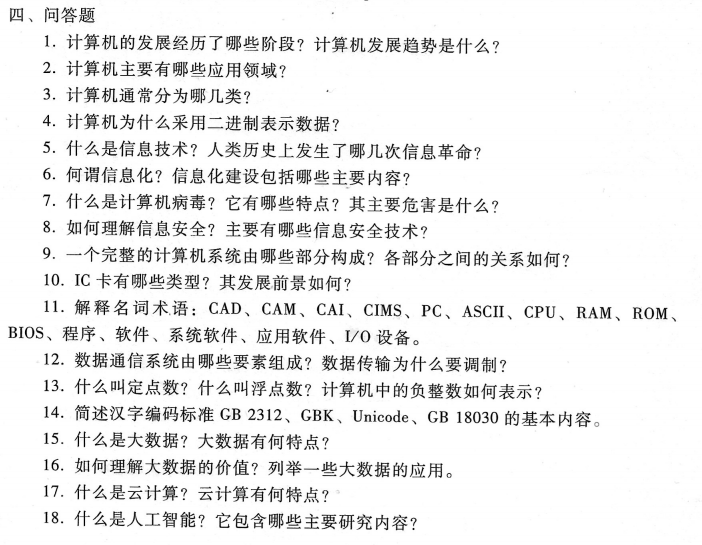 四、问答题
1. 计算机的发展经历了哪些阶段？计算机发展趋势是什么？
2. 计算机主要有哪些应用领域？
3. 计算机通常分为哪几类？
4. 计算机为什么采用二进制表示数据？
5. 什么是信息技术？人类历史上发生了哪几次信息革命？
6. 何谓信息化？信息化建设包括哪些主要内容？
7. 什么是计算机病毒？它有哪些特点？其主要危害是什么？
8. 如何理解信息安全？主要有哪些信息安全技术？
9. 一个完整的计算机系统由哪些部分构成？各部分之间的关系如何？
10. IC 卡有哪些类型？其发展前景如何？
11. 解释名词术语：CAD、CAM、CAI、CIMS、PC、ASCII、CPU、RAM、ROM、
BIOS、程序、软件、系统软件、应用软件、I/O 设备。
12. 数据通信系统由哪些要素组成？数据传输为什么要调制？
13. 什么叫定点数？什么叫浮点数？计算机中的负整数如何表示？
14. 简述汉字编码标准 GB 2312、GBK、Unicode、GB 18030 的基本内容。
15. 什么是大数据？大数据有何特点？
16. 如何理解大数据的价值？列举一些大数据的应用。
17. 什么是云计算？云计算有何特点？
18. 什么是人工智能？它包含哪些主要研究内容？